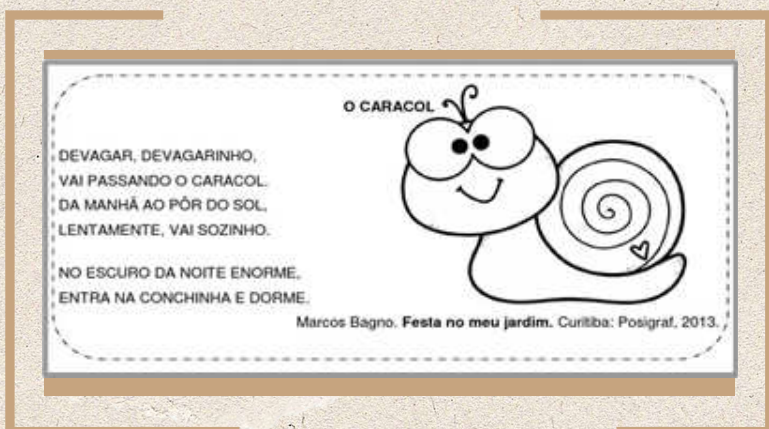 O CARACOL
DEVAGAR, DEVAGARINHO,
VAI PASSANDO O CARACOL.
DA MANHÃ AO PÔR DO SOL,
LENTAMENTE, VAI SOZINHO.
NO ESCURO DA NOITE ENORME,
ENTRA NA CONCHINHA E DORME.
Marcos Bagno. Festa no meu jardim. Curitiba: Posigraf, 2013.